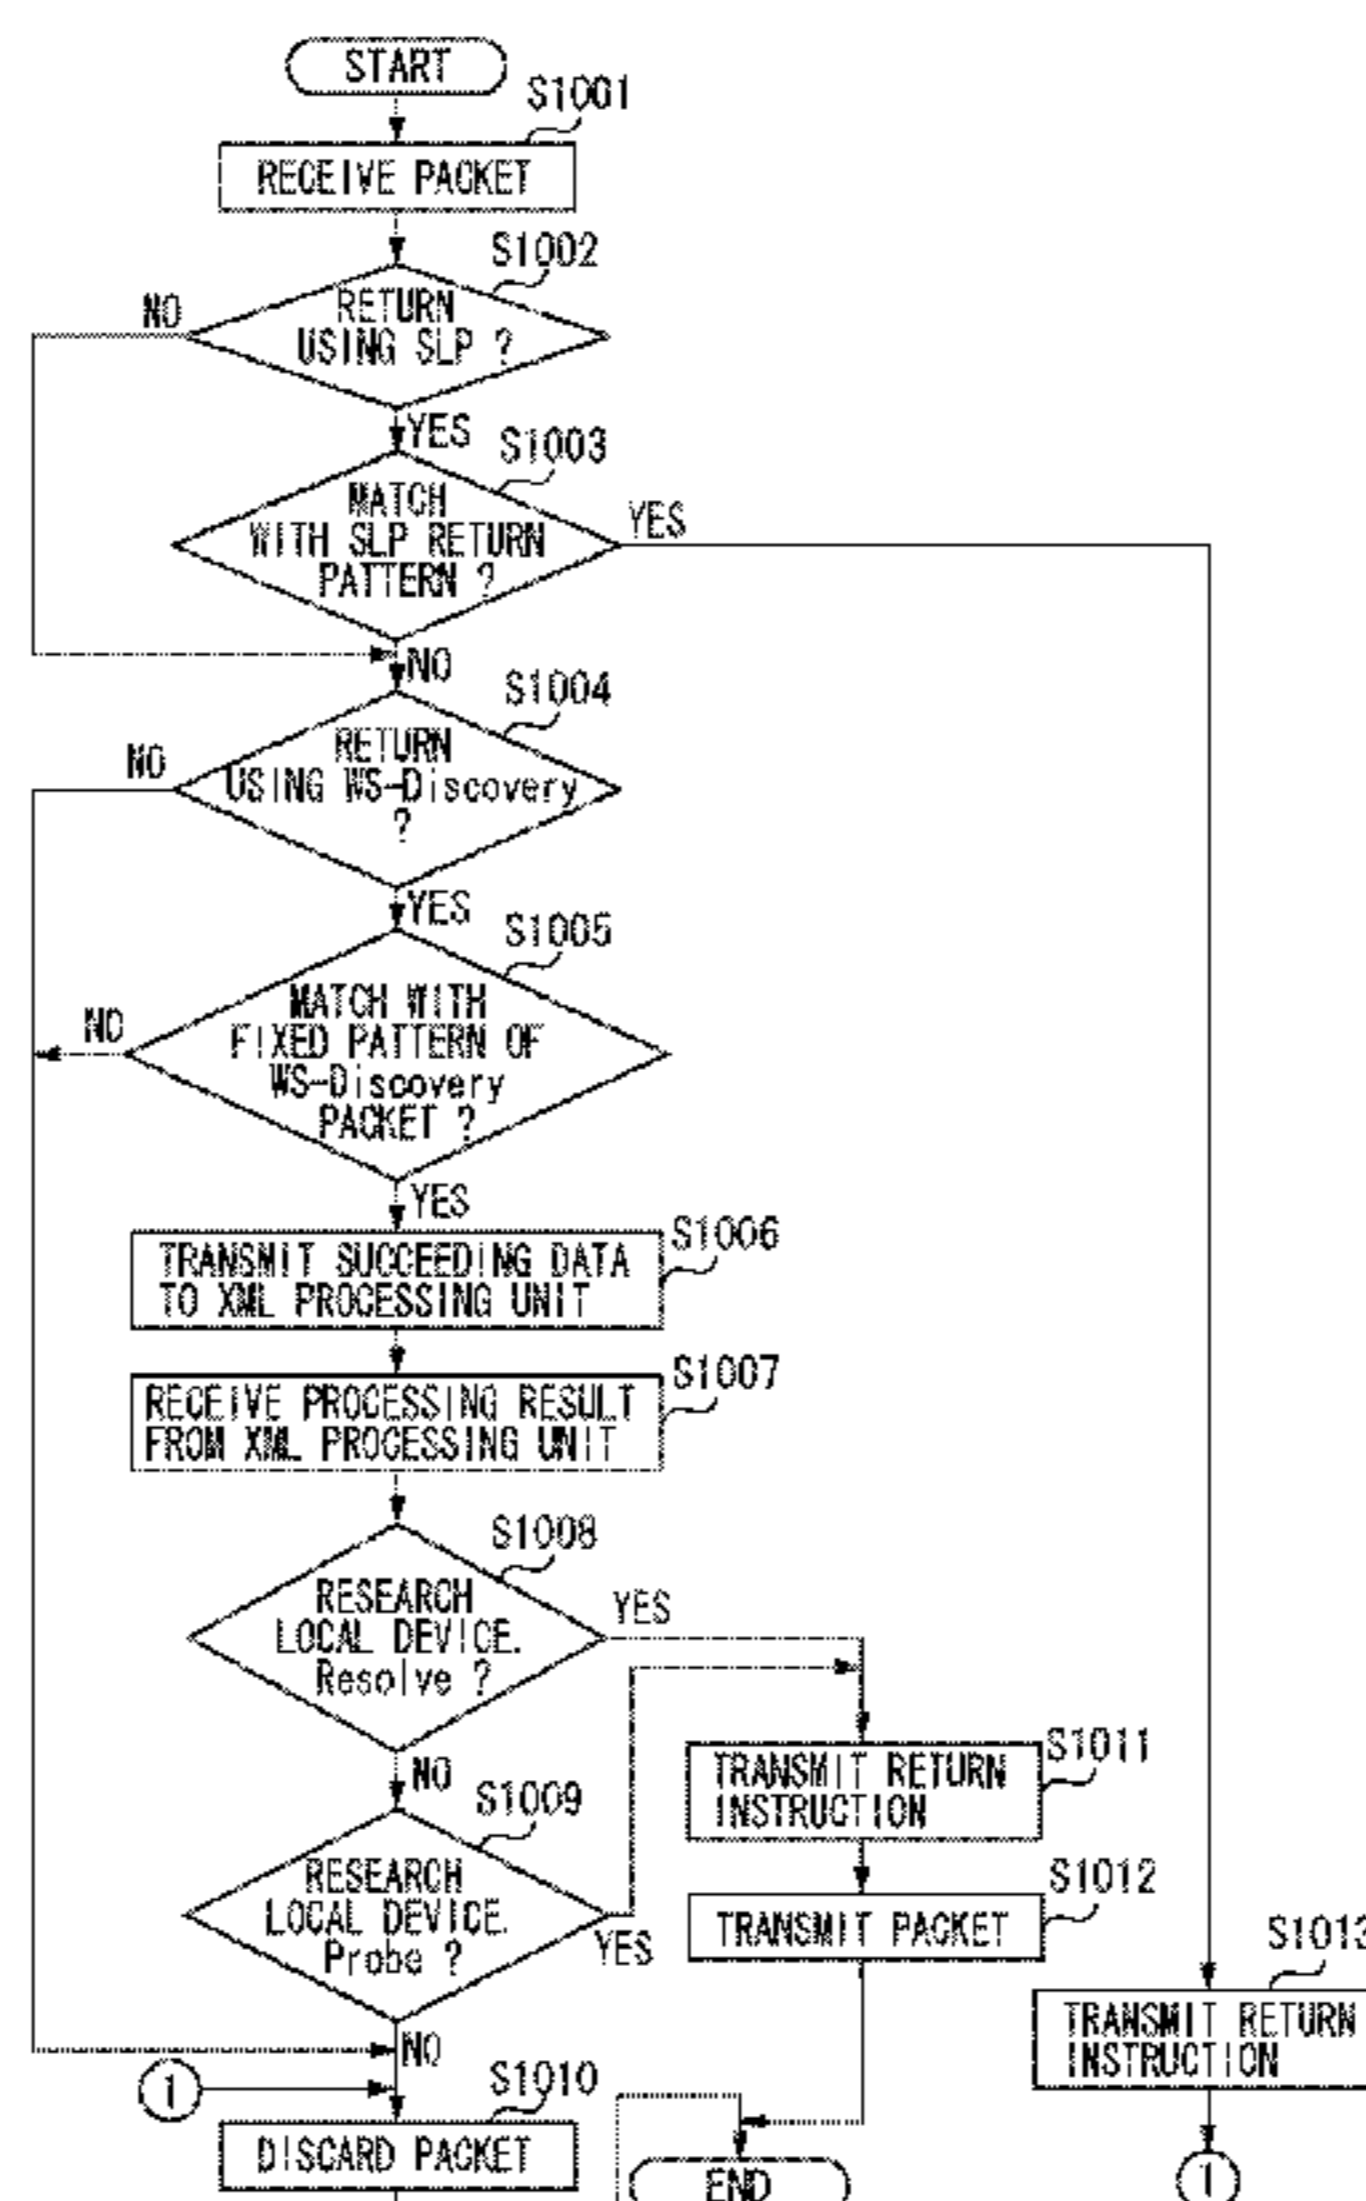 START
S1001
RECEIVE PACKET
S1002
NO
RETURN
USING SLP ?
YES
S1003
MATCH
WITH SLP RETURN
PATTERN ?
YES
NO
S1004
NO
RETURN
USING WS-Discovery
?
YES
S1005
NO
MATCH WITH
FIXED PATTERN OF
WS-Discovery
PACKET ?
YES
S1006
TRANSMIT SUCCEEDING DATA
TO XML PROCESSING UNIT
S1007
RECEIVE PROCESSING RESULT
FROM XML PROCESSING UNIT
S1008
RESEARCH
LOCAL DEVICE.
Resolve ?
YES
NO
S1011
TRANSMIT RETURN
INSTRUCTION
S1009
RESEARCH
LOCAL DEVICE.
Probe ?
YES
S1012
TRANSMIT PACKET
S1013
TRANSMIT RETURN
INSTRUCTION
NO
1
S1010
DISCARD PACKET
END
1